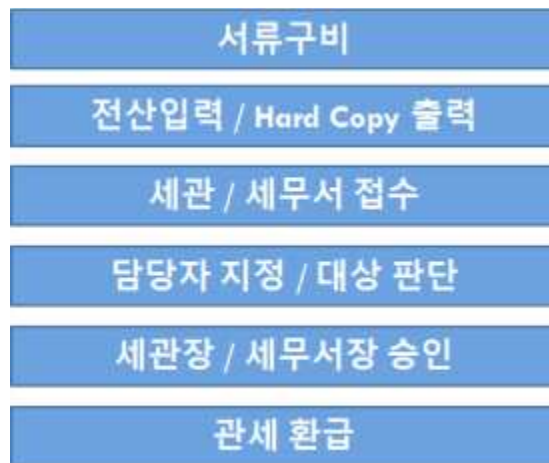 서류구비
전산입력 / Hard Copy 출력
세관 / 세무서 접수
담당자 지정 / 대상 판단
세관장 / 세무서장 승인
관세 환급